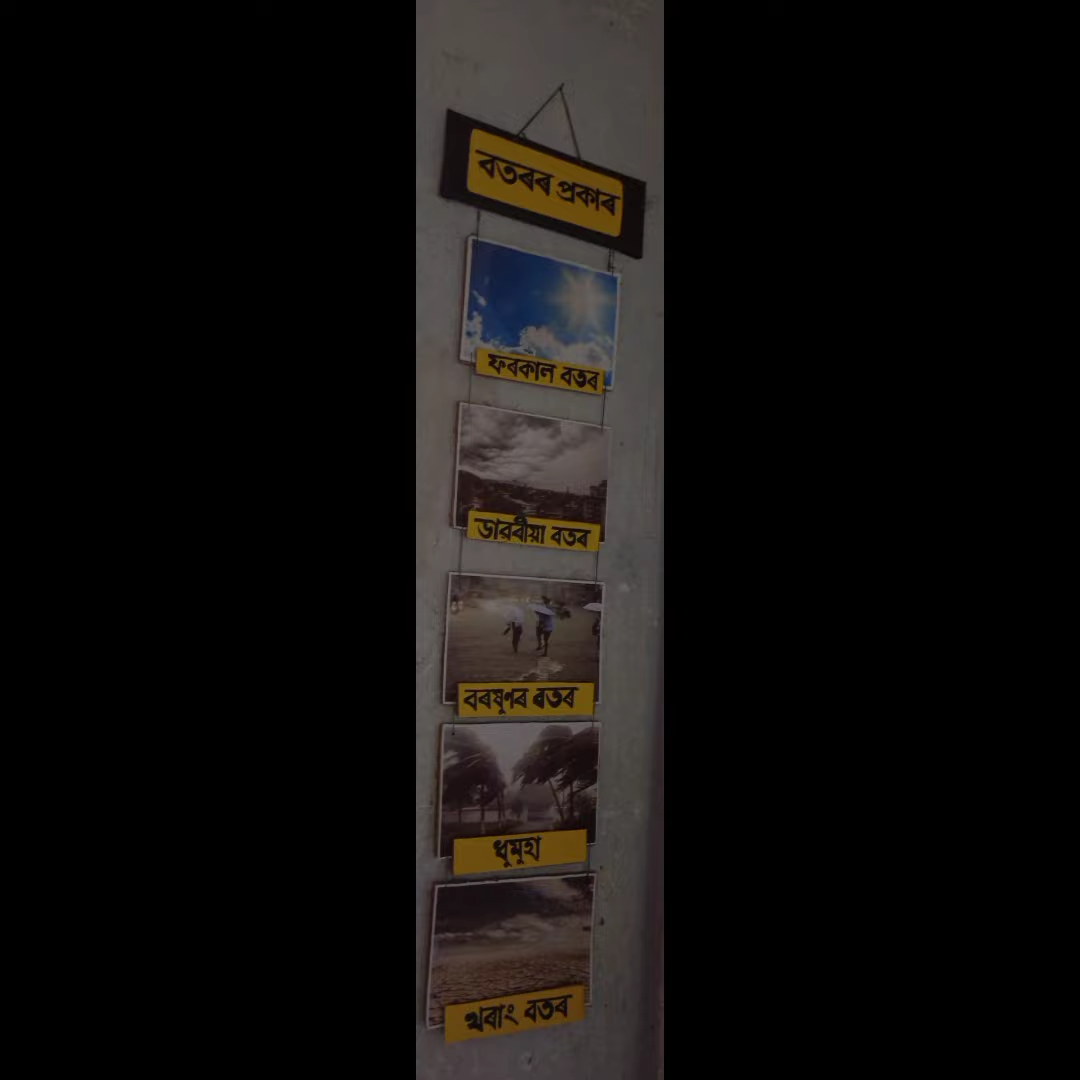 বতৰৰ প্ৰকাৰ
ফৰকাল বতৰ
ডাৱৰীয়া বতৰ
বৰষুণৰ বতৰ
ধুমুহা
খৰাং বতৰ